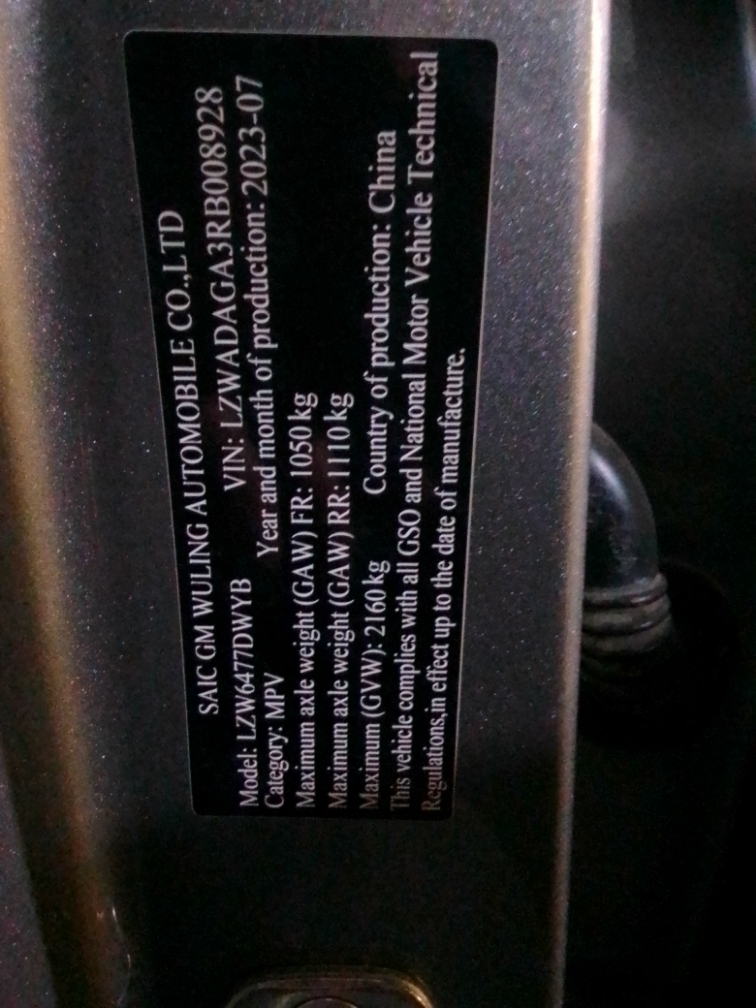 SAIC GM WULING AUTOMOBILE CO.,LTD
Model: LZW6477DWYB VIN: LZWADAGA3RB008928
Category: MPV Year and month of production: 2023-07
Maximum axle weight (GAW) FR: 1050 kg
Maximum axle weight (GAW) RR: 1110 kg
Maximum (GVW): 2160 kg Country of production: China
This vehicle complies with all GSO and National Motor Vehicle Technical
Regulations,in effect up to the date of manufacture.